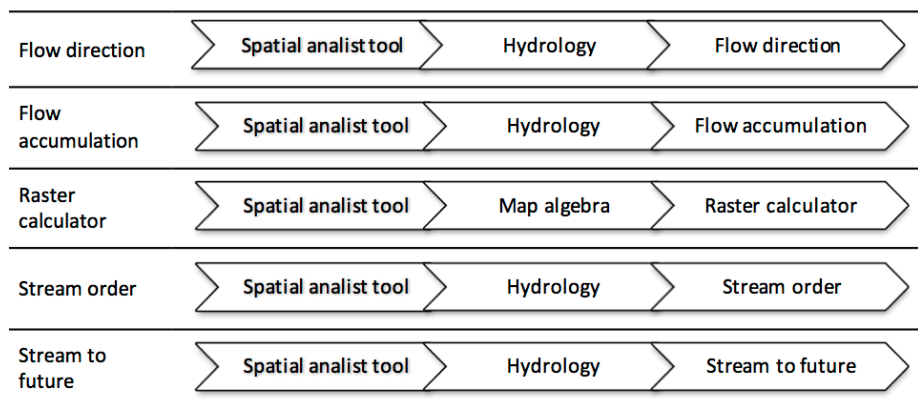 Flow direction
Spatial analist tool
Hydrology
Flow direction
Flow
accumulation
Spatial analist tool
Hydrology
Flow accumulation
Raster
calculator
Spatial analist tool
Map algebra
Raster calculator
Stream order
Spatial analist tool
Hydrology
Stream order
Stream to
future
Spatial analist tool
Hydrology
Stream to future